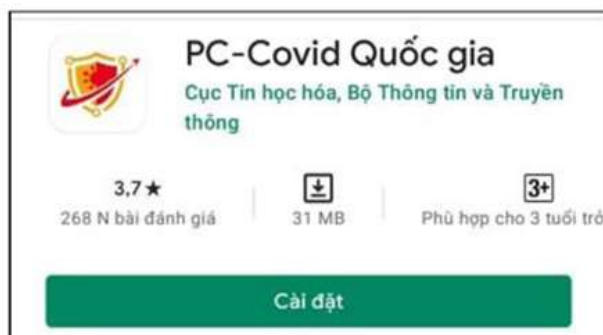 PC-Covid Quốc gia
Cục Tin học hóa, Bộ Thông tin và Truyền
thông
3,7★
268 N bài đánh giá
31 MB
3+
Phù hợp cho 3 tuổi trở
Cài đặt